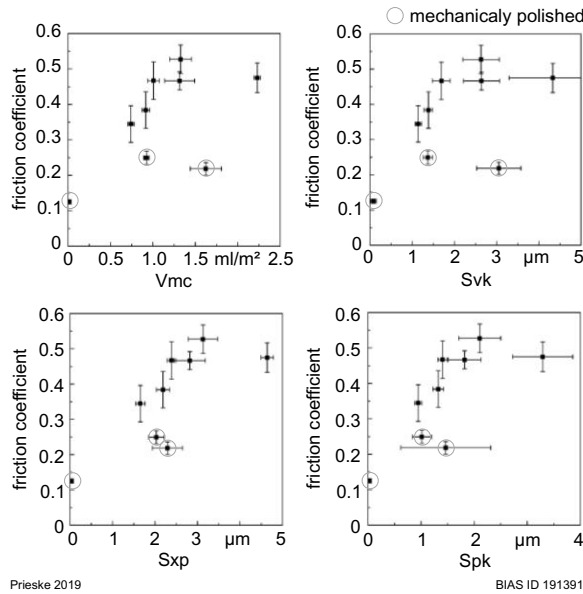 mechanicaly polished
friction coefficient
0.6
0.5
0.4
0.3
0.2
0.1
0
0 0.5 1.0 1.5 ml/m² 2.5
Vmc
friction coefficient
0.6
0.5
0.4
0.3
0.2
0.1
0
0 1 2 3 µm 5
Svk
friction coefficient
0.6
0.5
0.4
0.3
0.2
0.1
0
0 1 2 3 µm 5
Sxp
friction coefficient
0.6
0.5
0.4
0.3
0.2
0.1
0
0 1 2 µm 4
Spk
Prieske 2019
BIAS ID 191391